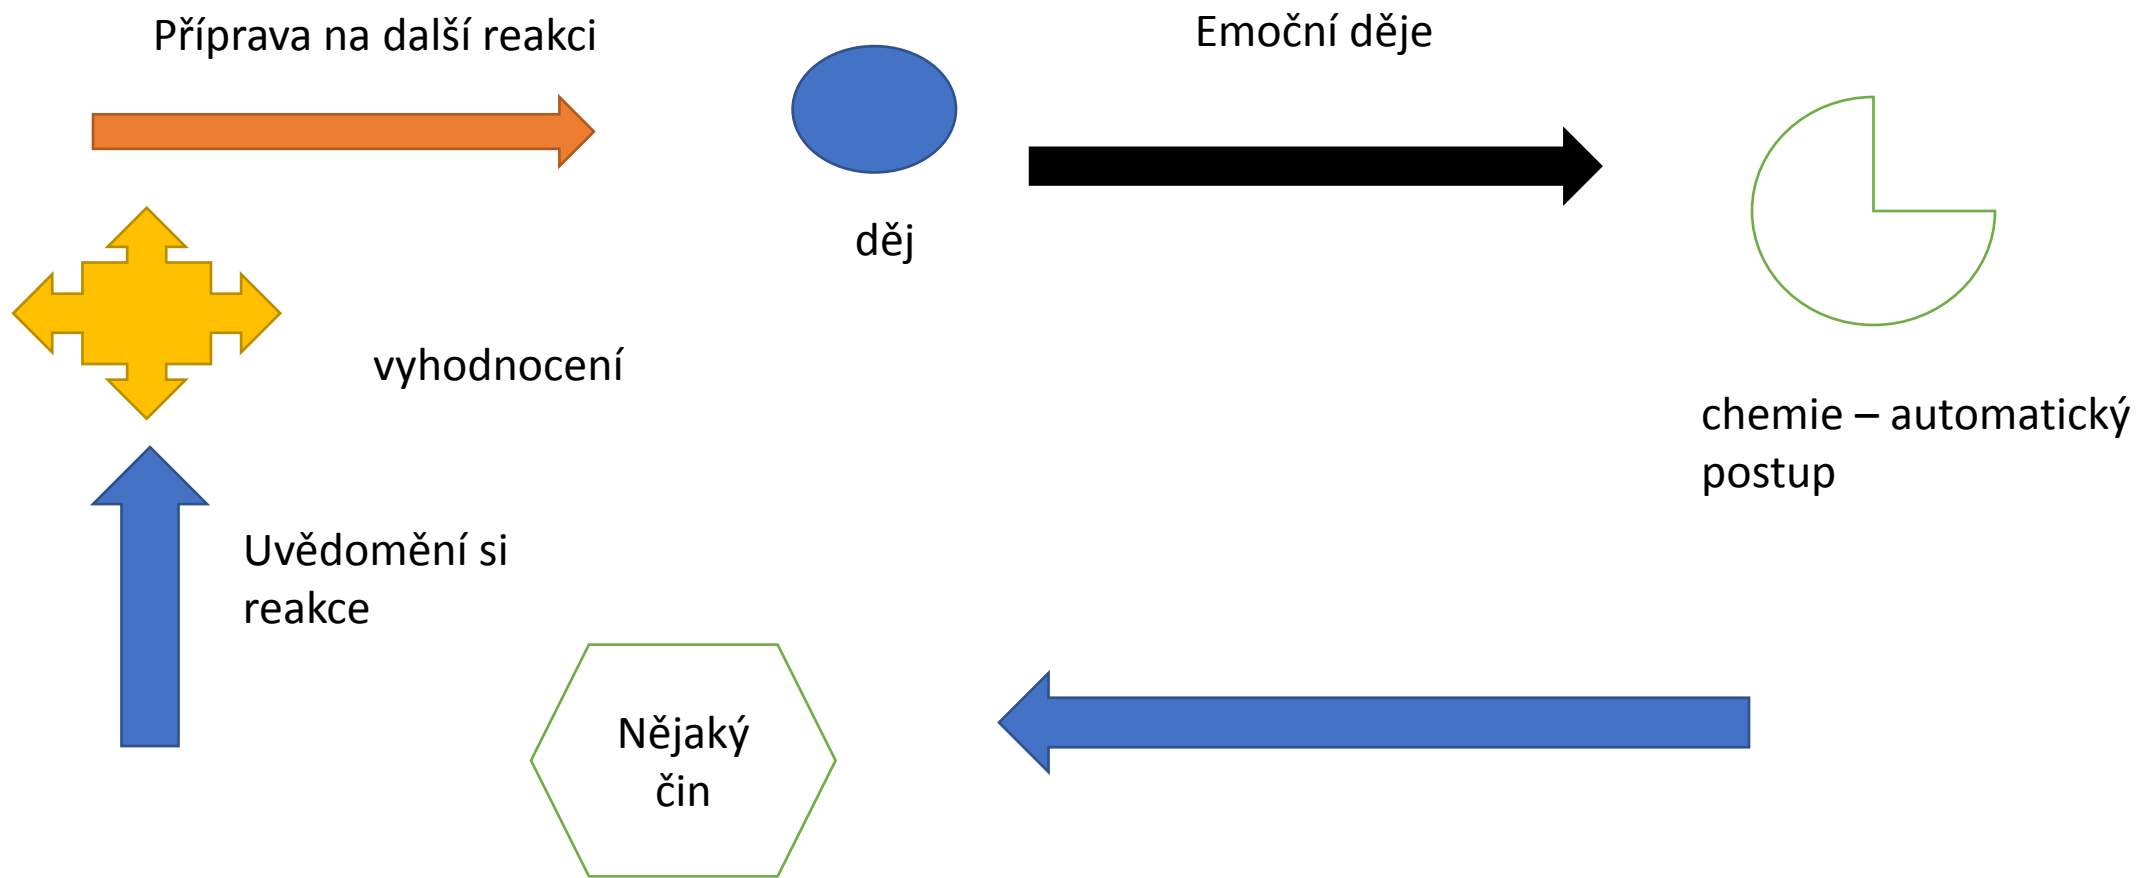 Příprava na další reakci
Emoční děje
děj
vyhodnocení
chemie – automatický
postup
Uvědomění si
reakce
Nějaký
čin